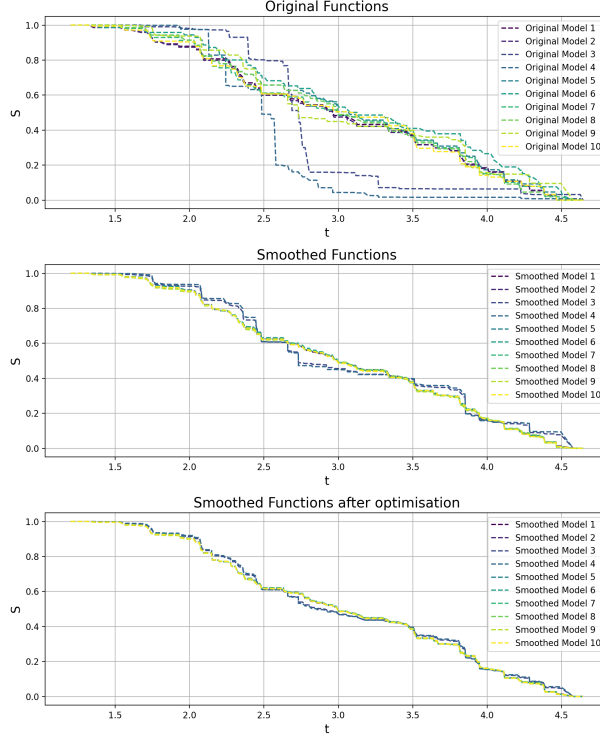 Original Functions
1.0
0.8
0.6
0.4
0.2
0.0
S
1.5
2.0
2.5
3.0
3.5
4.0
4.5
t
Original Model 1
Original Model 2
Original Model 3
Original Model 4
Original Model 5
Original Model 6
Original Model 7
Original Model 8
Original Model 9
Original Model 10
Smoothed Functions
1.0
0.8
0.6
0.4
0.2
0.0
S
1.5
2.0
2.5
3.0
3.5
4.0
4.5
t
Smoothed Model 1
Smoothed Model 2
Smoothed Model 3
Smoothed Model 4
Smoothed Model 5
Smoothed Model 6
Smoothed Model 7
Smoothed Model 8
Smoothed Model 9
Smoothed Model 10
Smoothed Functions after optimisation
1.0
0.8
0.6
0.4
0.2
0.0
S
1.5
2.0
2.5
3.0
3.5
4.0
4.5
t
Smoothed Model 1
Smoothed Model 2
Smoothed Model 3
Smoothed Model 4
Smoothed Model 5
Smoothed Model 6
Smoothed Model 7
Smoothed Model 8
Smoothed Model 9
Smoothed Model 10